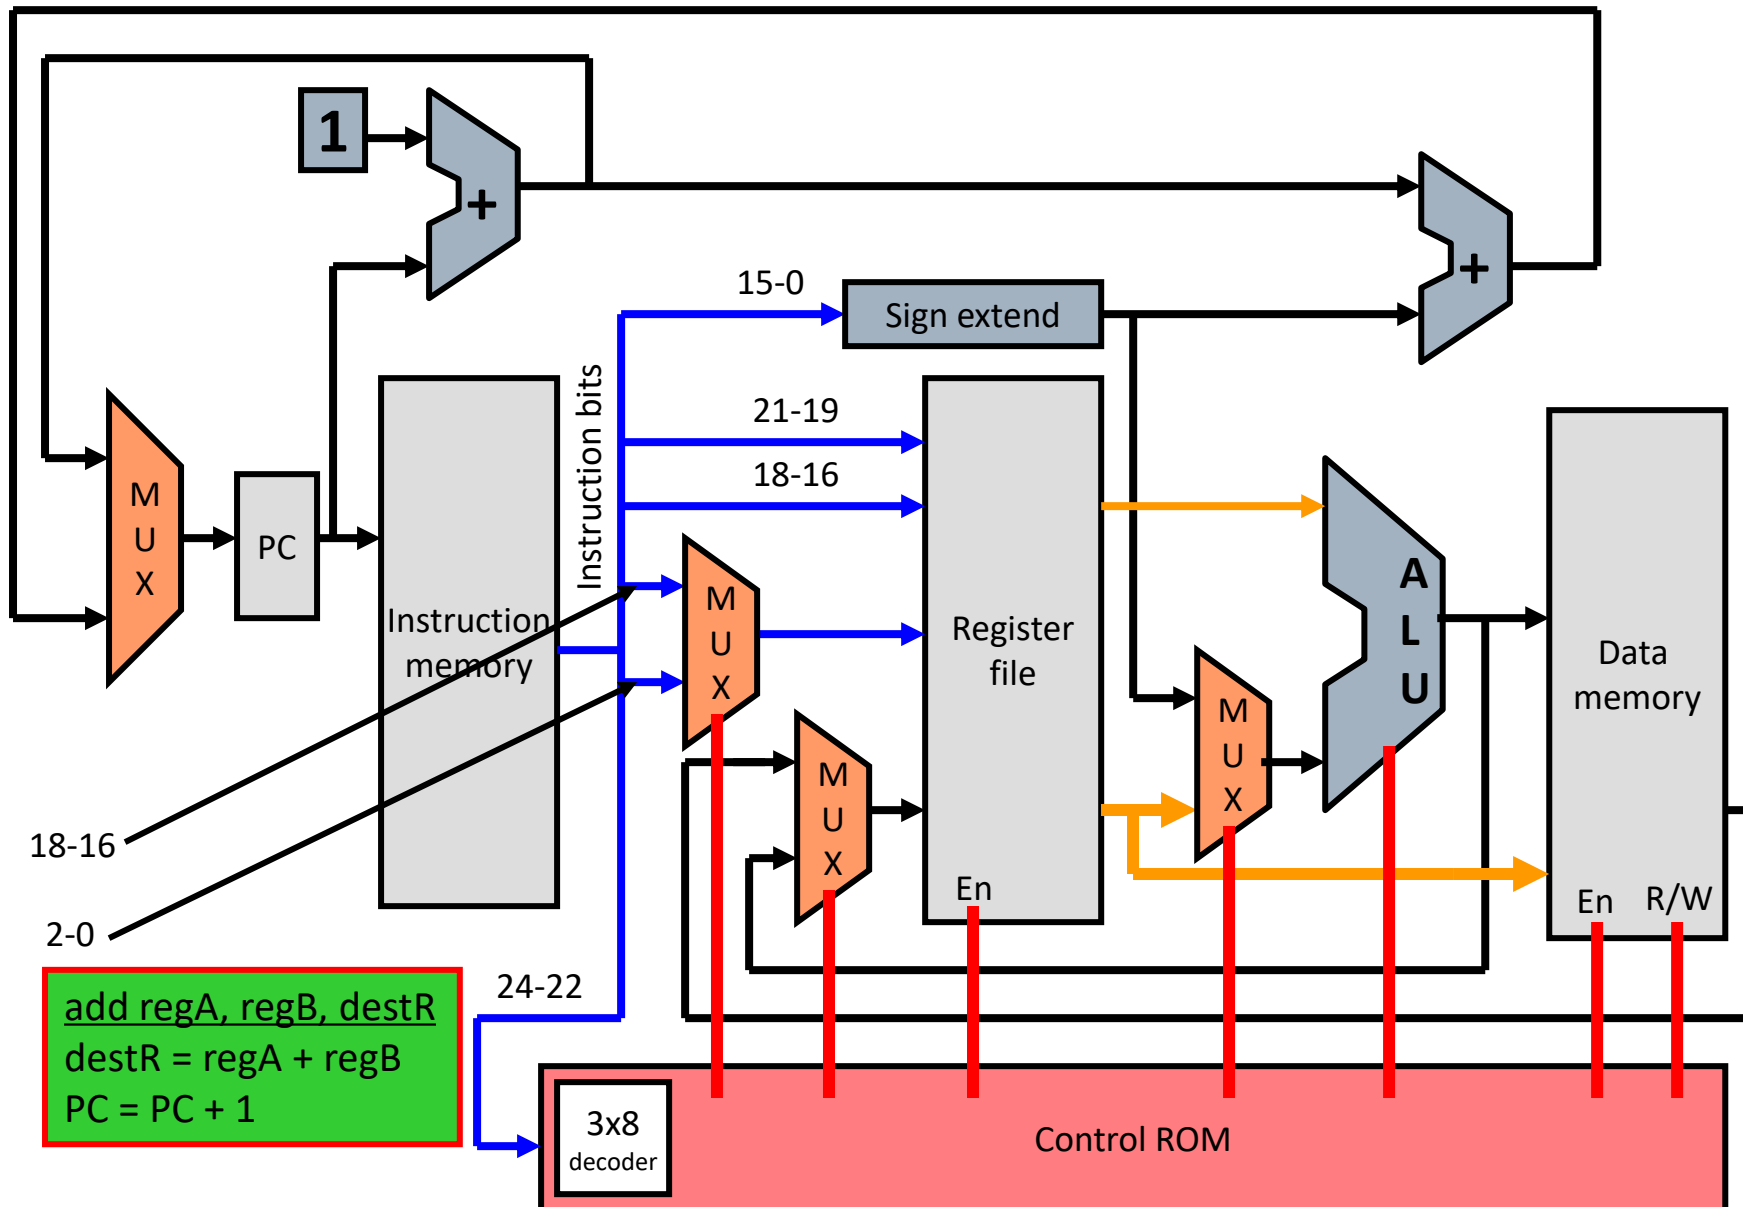 1
+
+
15-0
Sign extend
Instruction bits
21-19
18-16
M
U
X
PC
Instruction
memory
M
U
X
Register
file
A
L
U
Data
memory
M
U
X
M
U
X
18-16
2-0
En
En
R/W
24-22
add regA, regB, destR
destR = regA + regB
PC = PC + 1
3x8
decoder
Control ROM